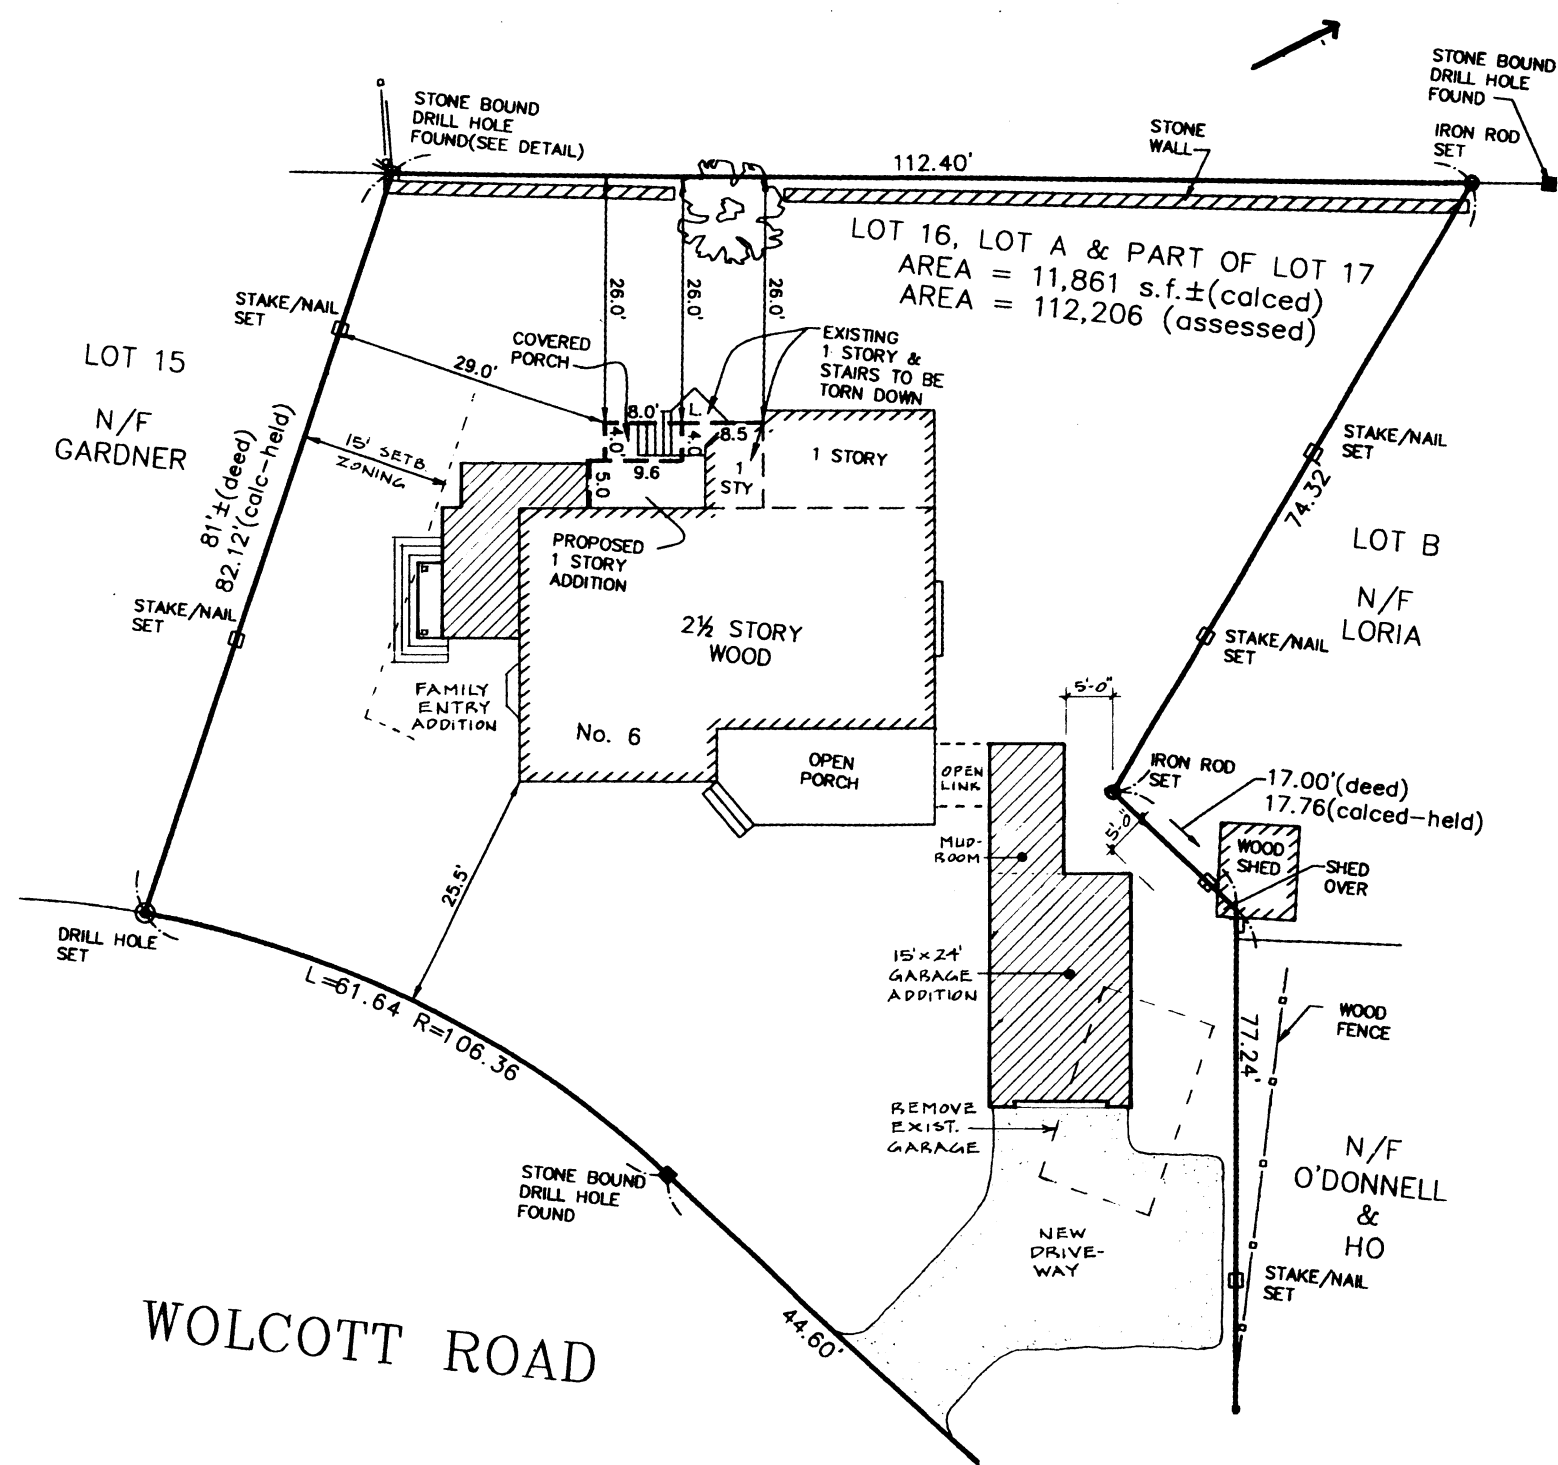 STONE BOUND
DRILL HOLE
FOUND
IRON ROD
SET
STONE BOUND
DRILL HOLE
FOUND(SEE DETAIL)
STONE
WALL
112.40'
LOT 16, LOT A & PART OF LOT 17
AREA = 11,861 s.f.±(calced)
AREA = 112,206 (assessed)
STAKE/NAIL
SET
26.0'
26.0'
26.0'
COVERED
PORCH
EXISTING
1 STORY &
STAIRS TO BE
TORN DOWN
LOT 15
N/F
GARDNER
29.0'
81'±(deed)
82.12'(calc-held)
15' SETB.
ZONING
8.0'
L.
4.0'
4.0
8.5
9.6
5.0
1
STY
1 STORY
STAKE/NAIL
SET
74.32'
LOT B
N/F
LORIA
PROPOSED
1 STORY
ADDITION
STAKE/NAIL
SET
2½ STORY
WOOD
STAKE/NAIL
SET
FAMILY
ENTRY
ADDITION
No. 6
5'-0"
OPEN
PORCH
OPEN
LINK
IRON ROD
SET
17.00'(deed)
17.76(calced-held)
5'-0"
MUD-
ROOM
WOOD
SHED
SHED
OVER
25.5'
DRILL HOLE
SET
15'x24'
GARAGE
ADDITION
L=61.64 R=106.36
WOOD
FENCE
77.24'
REMOVE
EXIST.
GARAGE
N/F
O'DONNELL
&
HO
STONE BOUND
DRILL HOLE
FOUND
NEW
DRIVE-
WAY
STAKE/NAIL
SET
44.60'
WOLCOTT ROAD